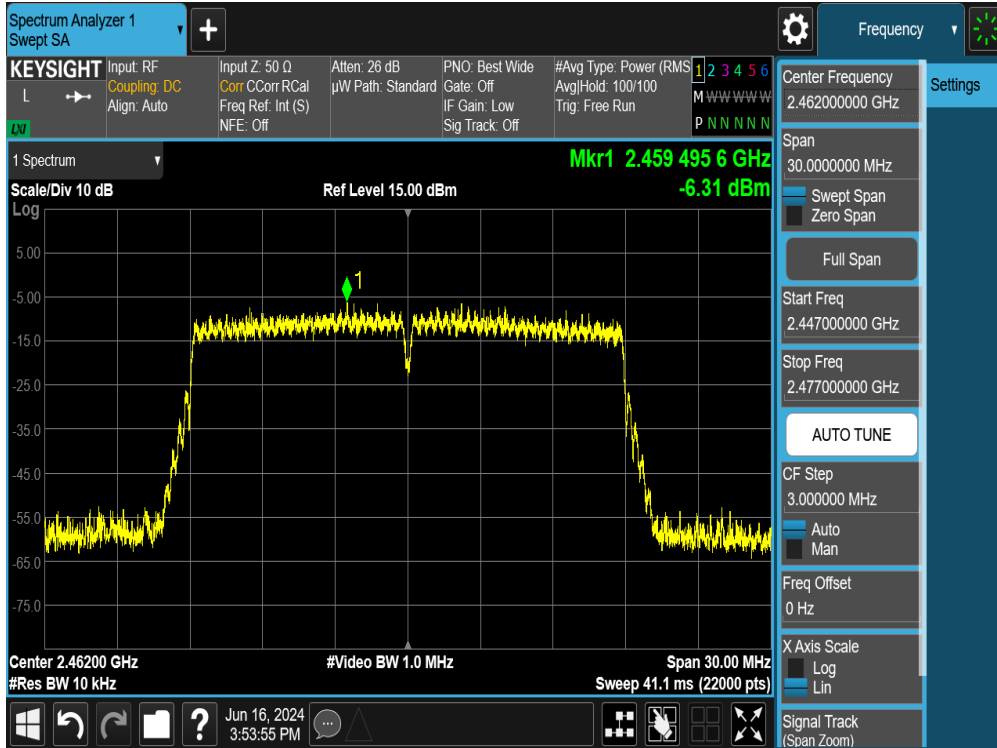 Spectrum Analyzer 1
Swept SA
+
Frequency
KEYSIGHT
L
LXI
Input: RF
Coupling: DC
Align: Auto
Input Z: 50 Ω
Corr CCorr RCal
Freq Ref: Int (S)
NFE: Off
Atten: 26 dB
µW Path: Standard
PNO: Best Wide
Gate: Off
IF Gain: Low
Sig Track: Off
#Avg Type: Power (RMS
Avg|Hold: 100/100
Trig: Free Run
1 2 3 4 5 6
M W W W W W W
P N N N N N N
1 Spectrum
Scale/Div 10 dB
Log
Ref Level 15.00 dBm
Mkr1 2.459 495 6 GHz
-6.31 dBm
5.00
-5.00
-15.0
-25.0
-35.0
-45.0
-55.0
-65.0
-75.0
1
Center 2.46200 GHz
#Res BW 10 kHz
#Video BW 1.0 MHz
Span 30.00 MHz
Sweep 41.1 ms (22000 pts)
Center Frequency
2.462000000 GHz
Span
30.0000000 MHz
Swept Span
Zero Span
Full Span
Start Freq
2.447000000 GHz
Stop Freq
2.477000000 GHz
AUTO TUNE
CF Step
3.000000 MHz
Auto
Man
Freq Offset
0 Hz
X Axis Scale
Log
Lin
Signal Track
(Span Zoom)
Settings
?
Jun 16, 2024
3:53:55 PM